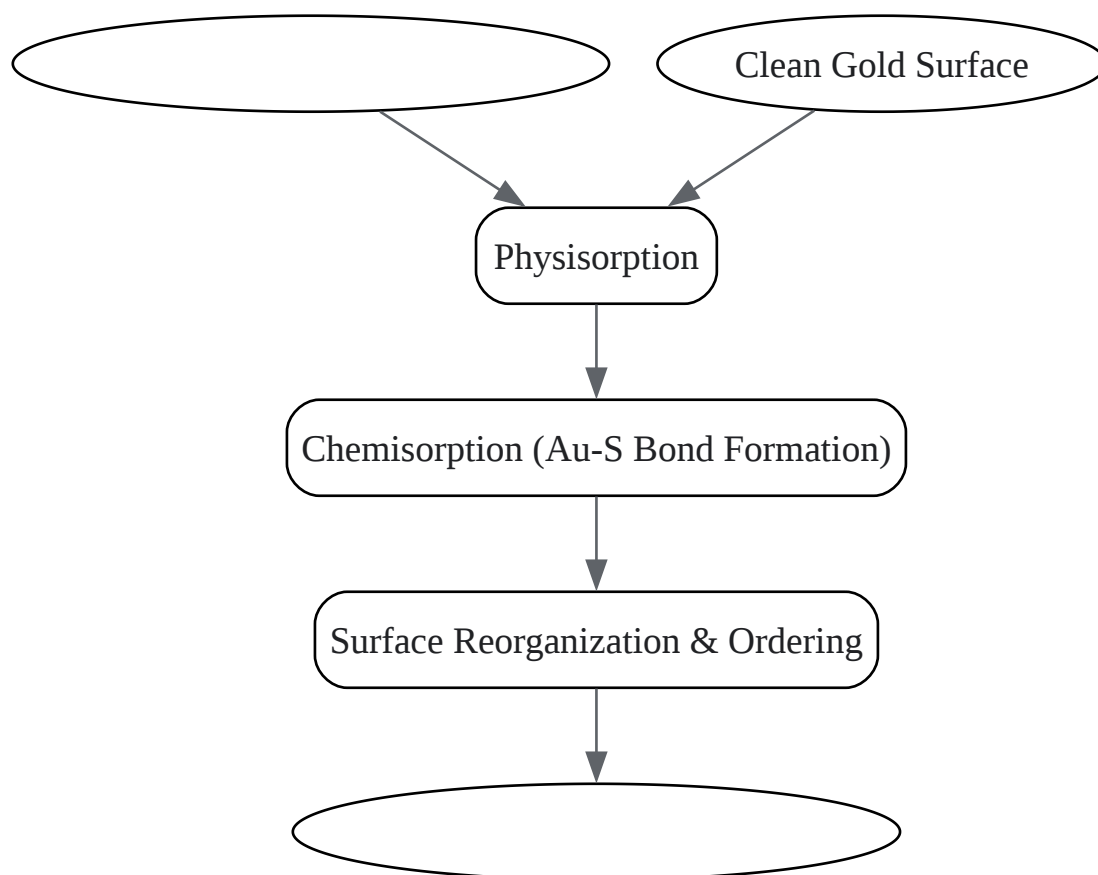 Clean Gold Surface
Physisorption
Chemisorption (Au-S Bond Formation)
Surface Reorganization & Ordering